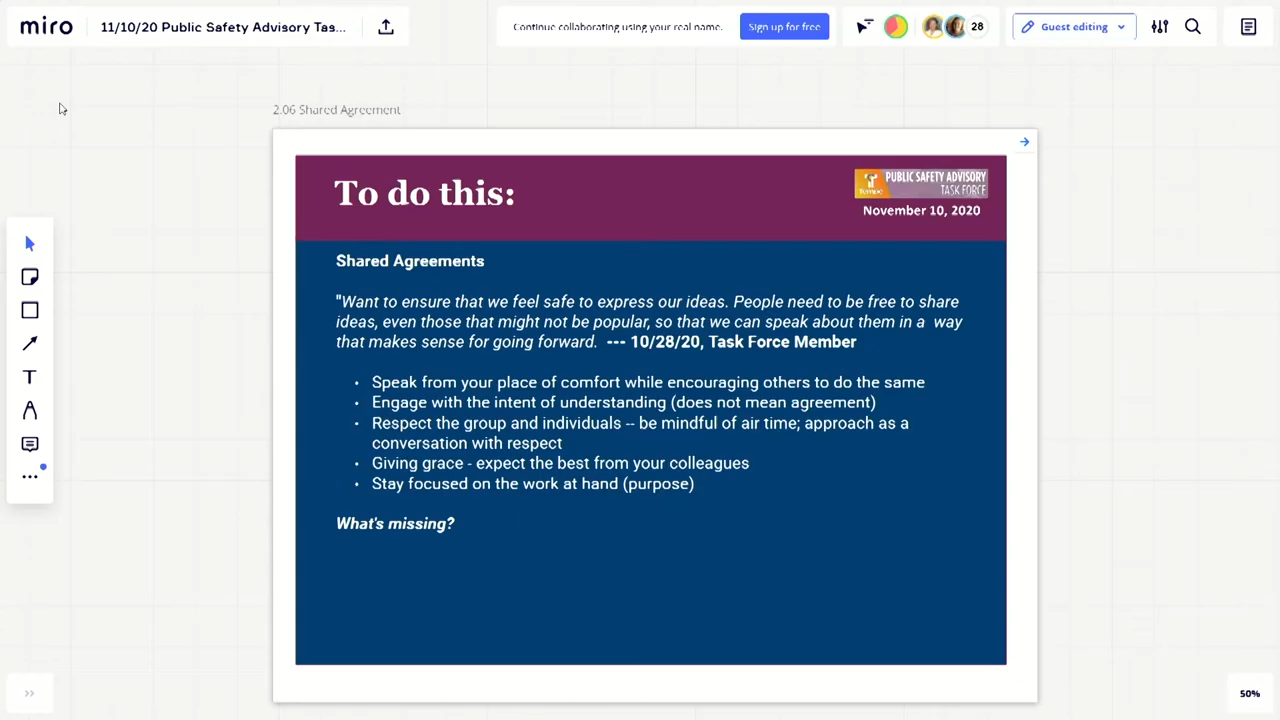 miro
11/10/20 Public Safety Advisory Tas...
Continue collaborating using your real name.
Sign up for free
28
Guest editing
2.06 Shared Agreement
To do this:
Tempe
PUBLIC SAFETY ADVISORY
TASK FORCE
November 10, 2020
Shared Agreements
"Want to ensure that we feel safe to express our ideas. People need to be free to share
ideas, even those that might not be popular, so that we can speak about them in a way
that makes sense for going forward. --- 10/28/20, Task Force Member
• Speak from your place of comfort while encouraging others to do the same
• Engage with the intent of understanding (does not mean agreement)
• Respect the group and individuals -- be mindful of air time; approach as a
conversation with respect
• Giving grace - expect the best from your colleagues
• Stay focused on the work at hand (purpose)
What's missing?
50%